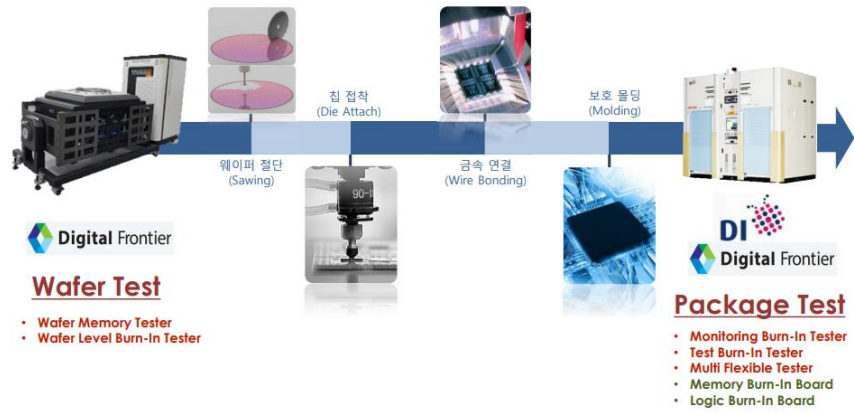 칩 접착
(Die Attach)
보호 몰딩
(Molding)
웨이퍼 절단
(Sawing)
금속 연결
(Wire Bonding)
06-D
Digital Frontier
Wafer Test
• Wafer Memory Tester
• Wafer Level Burn-In Tester
DI
Digital Frontier
Package Test
• Monitoring Burn-In Tester
• Test Burn-In Tester
• Multi Flexible Tester
• Memory Burn-In Board
• Logic Burn-In Board